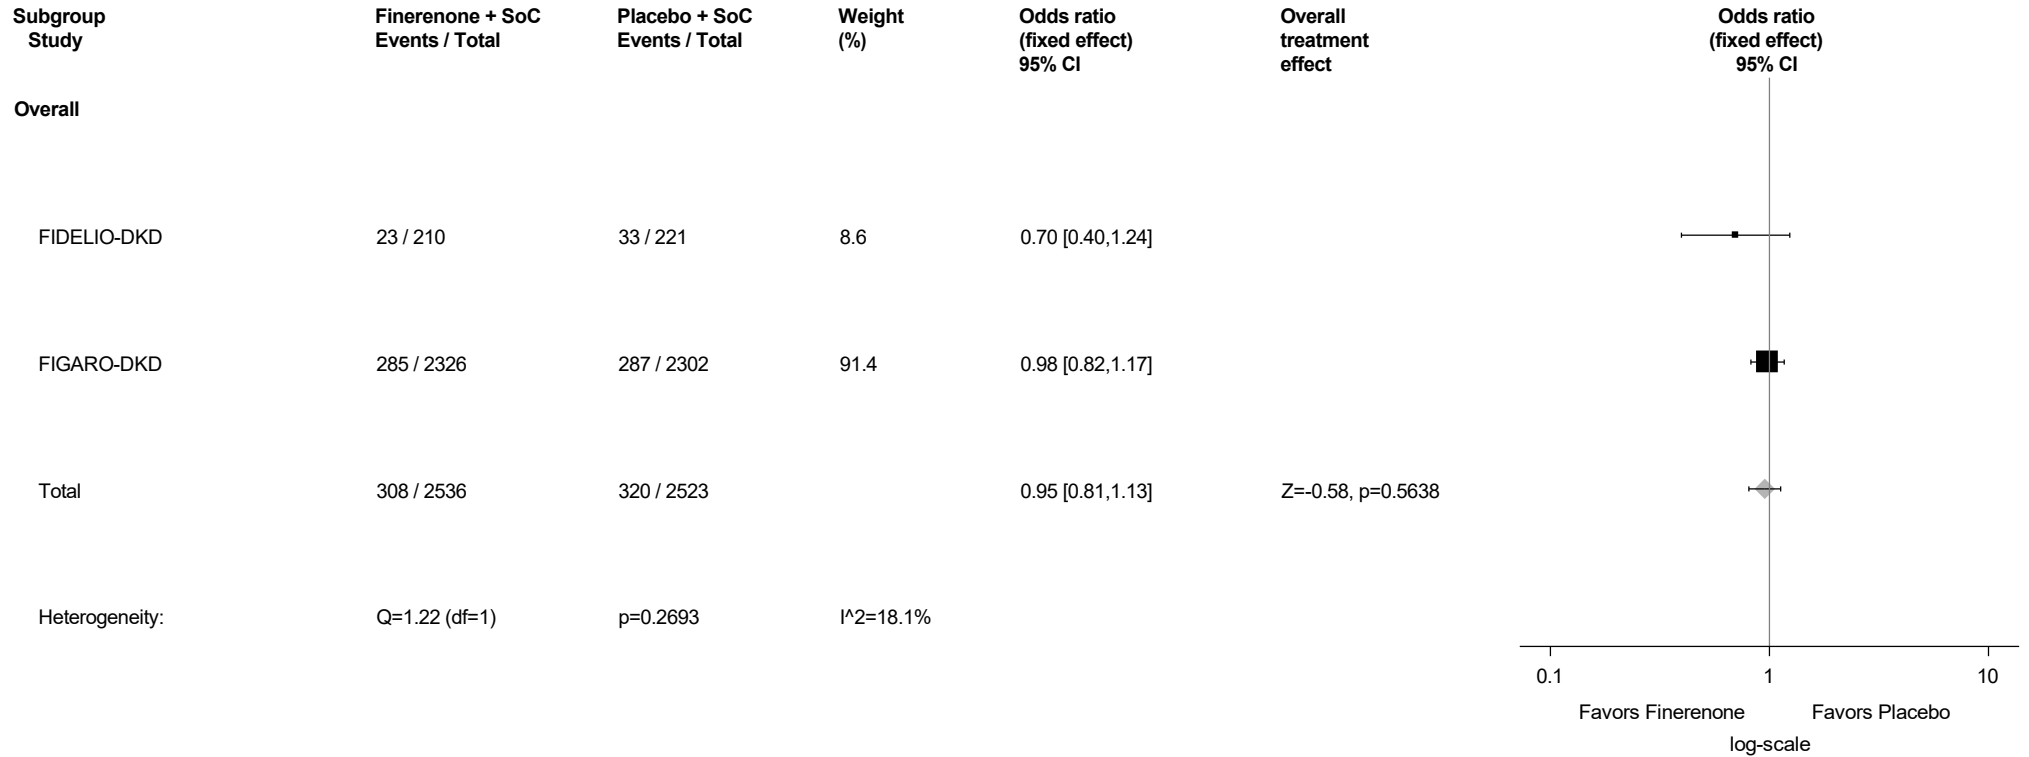 Subgroup Finerenone + SoC Placebo + SoC Weight Odds ratio Overall Odds ratio
Study Events / Total Events / Total (%) (fixed effect) treatment (fixed effect)
95% CI effect 95% CI
Overall
FIDELIO-DKD 23 / 210 33 / 221 8.6 0.70 [0.40,1.24]
FIGARO-DKD 285 / 2326 287 / 2302 91.4 0.98 [0.82,1.17]
Total 308 / 2536 320 / 2523 0.95 [0.81,1.13] Z=-0.58, p=0.5638
Heterogeneity: Q=1.22 (df=1) p=0.2693 I^2=18.1%
0.1 1 10
Favors Finerenone Favors Placebo
log-scale